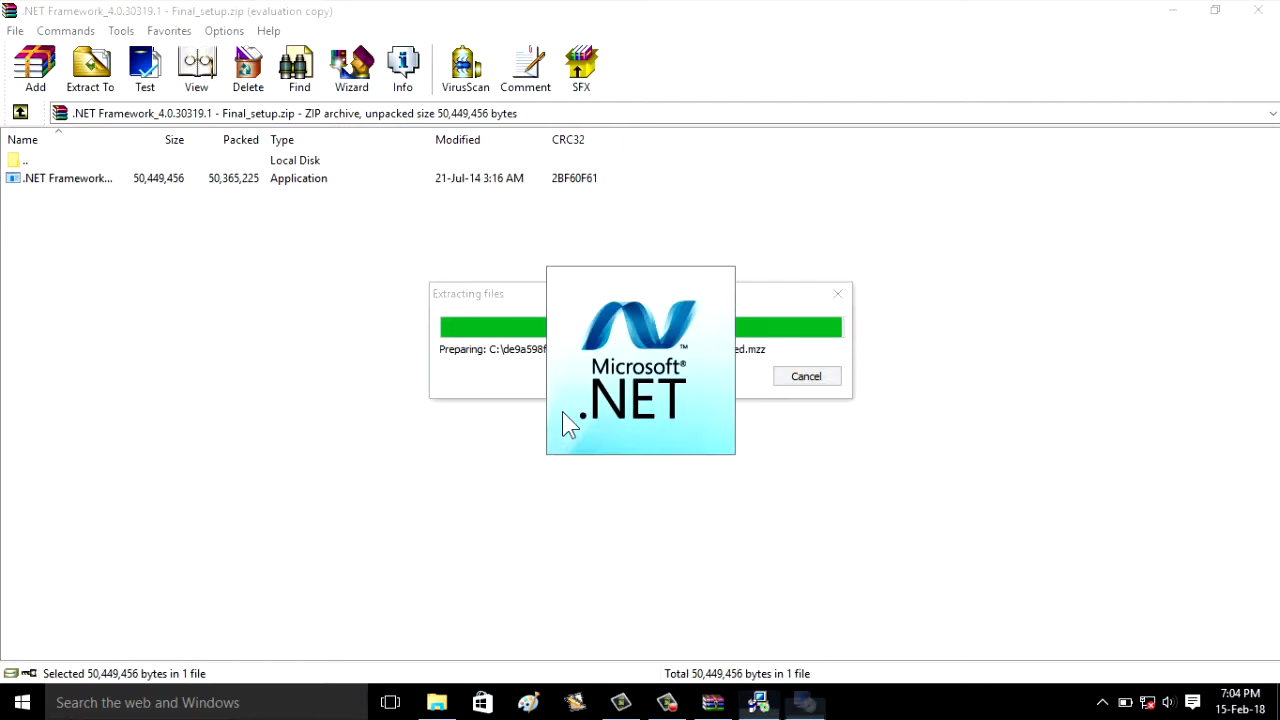 .NET Framework_4.0.30319.1 - Final_setup.zip (evaluation copy)
File Commands Tools Favorites Options Help
Add Extract To Test View Delete Find Wizard Info VirusScan Comment SFX
.NET Framework_4.0.30319.1 - Final_setup.zip - ZIP archive, unpacked size 50,449,456 bytes
Name Size Packed Type Modified CRC32
.. Local Disk
.NET Framework... 50,449,456 50,365,225 Application 21-Jul-14 3:16 AM 2BF60F61
Extracting files
Preparing: C:\de9a598f ed.mzz
Cancel
Microsoft®
.NET
™
Selected 50,449,456 bytes in 1 file Total 50,449,456 bytes in 1 file
Search the web and Windows
7:04 PM
15-Feb-18